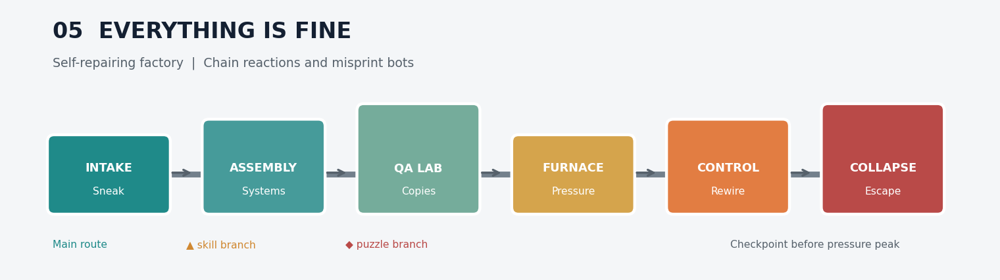 05  EVERYTHING IS FINE
Self-repairing factory | Chain reactions and misprint bots
INTAKE
Sneak
ASSEMBLY
Systems
QA LAB
Copies
FURNACE
Pressure
CONTROL
Rewire
COLLAPSE
Escape
Main route
▲ skill branch
◆ puzzle branch
Checkpoint before pressure peak